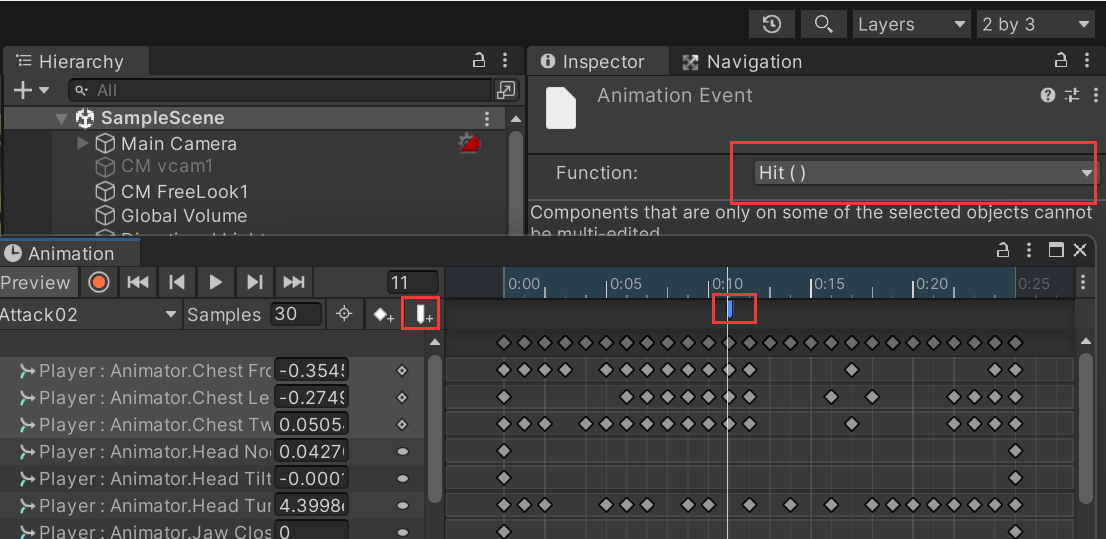 Layers 2 by 3
Hierarchy Inspector Navigation
All Animation Event
SampleScene
Main Camera
CM vcam1 Function: Hit ( )
CM FreeLook1
Global Volume Components that are only on some of the selected objects cannot
be multi-edited
Animation
Preview 11 0:00 0:05 0:10 0:15 0:20 0:25
Attack02 Samples 30
Player : Animator.Chest Fro -0.3545
Player : Animator.Chest Le -0.2749
Player : Animator.Chest Tw 0.0505
Player : Animator.Head No 0.0427
Player : Animator.Head Tilt -0.000
Player : Animator.Head Tur 4.3998
Player : Animator.Jaw Clos 0